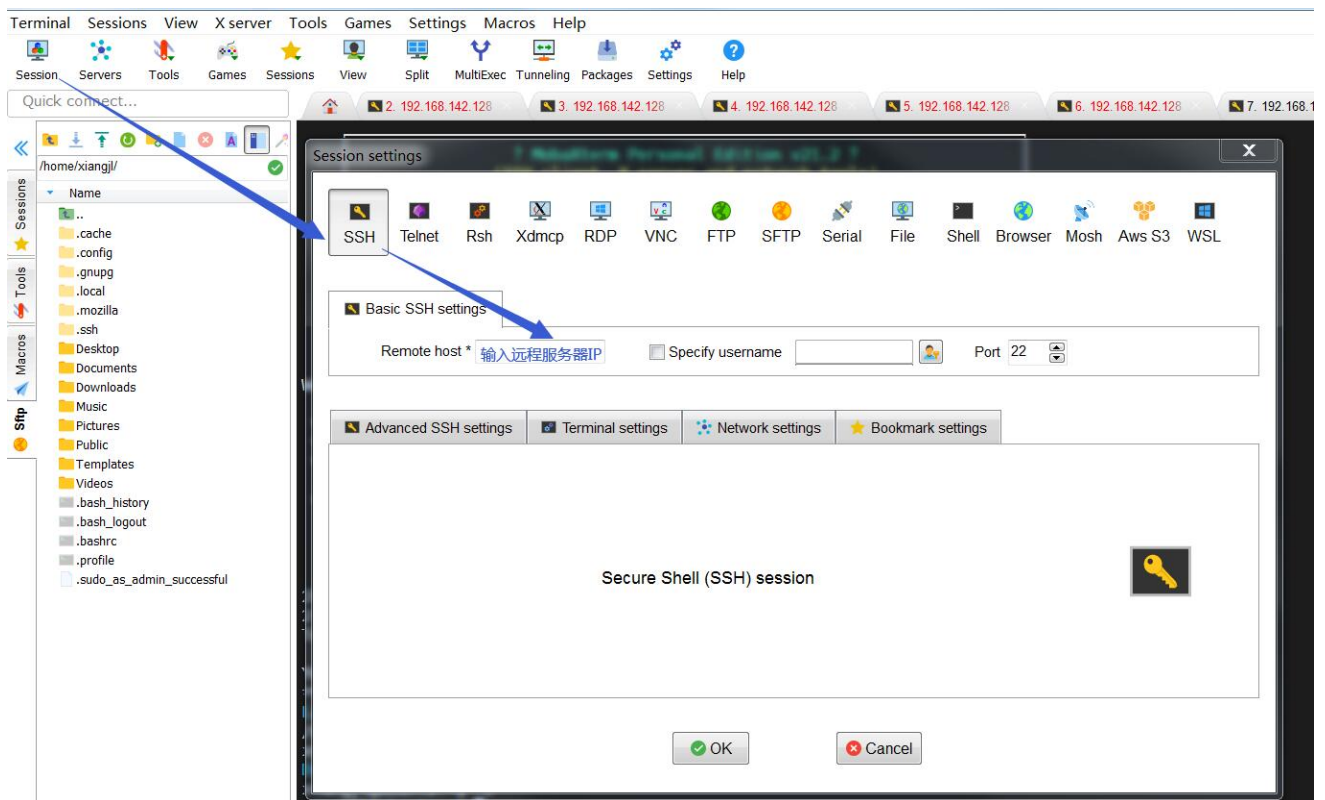 Terminal Sessions View X server Tools Games Settings Macros Help
Session Servers Tools Games Sessions View Split MultiExec Tunneling Packages Settings Help
Quick connect...
2. 192.168.142.128 3. 192.168.142.128 4. 192.168.142.128 5. 192.168.142.128 6. 192.168.142.128 7. 192.168.1
/home/xiangjl/
Name
..
.cache
.config
.gnupg
.local
.mozilla
.ssh
Desktop
Documents
Downloads
Music
Pictures
Public
Templates
Videos
.bash_history
.bash_logout
.bashrc
.profile
.sudo_as_admin_successful
Sessions
Tools
Macros
Sftp
Session settings
? MobaXterm Personal Edition v21.2 ?
X
SSH Telnet Rsh Xdmcp RDP VNC FTP SFTP Serial File Shell Browser Mosh Aws S3 WSL
Basic SSH settings
Remote host * 输入远程服务器IP Specify username Port 22
Advanced SSH settings Terminal settings Network settings Bookmark settings
Secure Shell (SSH) session
OK Cancel